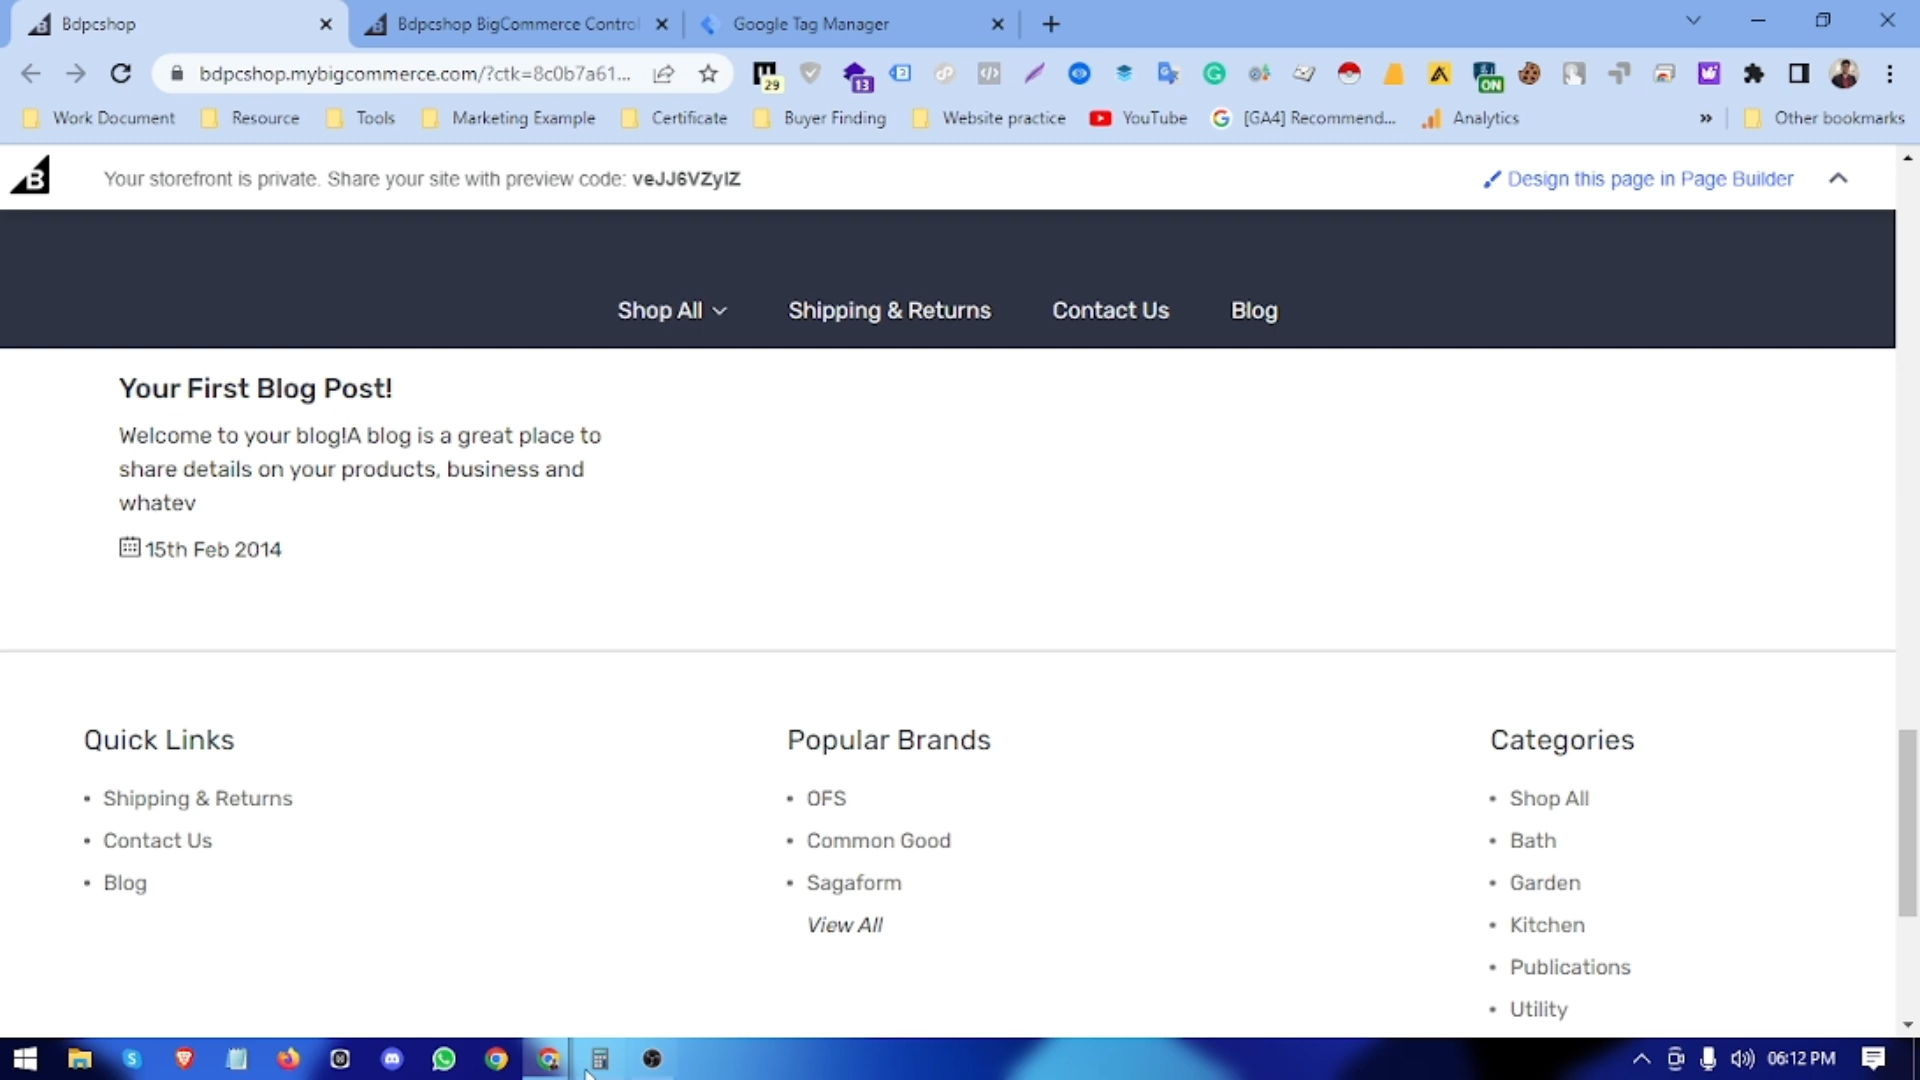 Bdpcshop
Bdpcshop BigCommerce Control
Google Tag Manager
bdpcshop.mybigcommerce.com/?ctk=8c0b7a61...
29
13
ON
Work Document
Resource
Tools
Marketing Example
Certificate
Buyer Finding
Website practice
YouTube
[GA4] Recommend...
Analytics
»
Other bookmarks
B
Your storefront is private. Share your site with preview code:
Design this page in Page Builder
Shop All
Shipping & Returns
Contact Us
Blog
Your First Blog Post!
Welcome to your blog!A blog is a great place to
share details on your products, business and
whatev
15th Feb 2014
Quick Links
• Shipping & Returns
• Contact Us
• Blog
Popular Brands
• OFS
• Common Good
• Sagaform
View All
Categories
• Shop All
• Bath
• Garden
• Kitchen
• Publications
• Utility
06:12 PM